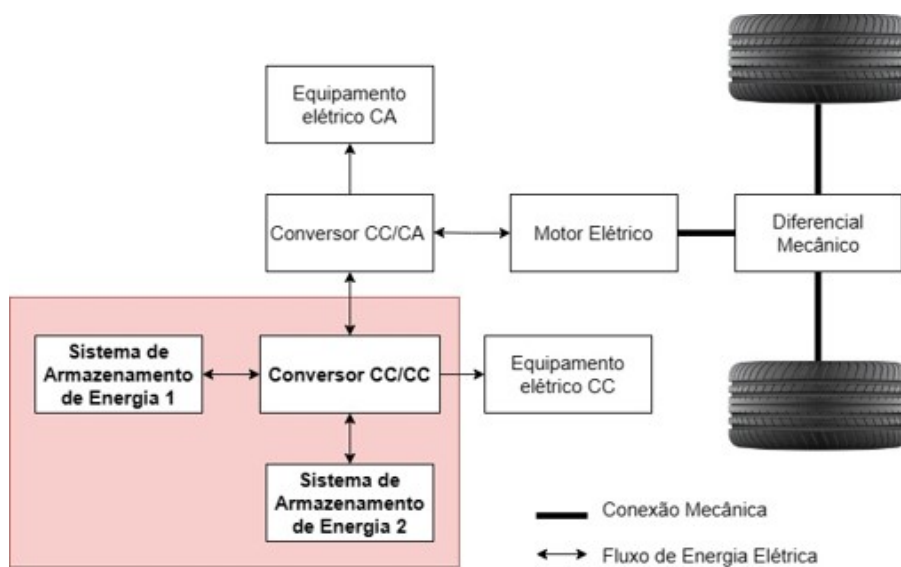 Equipamento
elétrico CA
Conversor CC/CA
Motor Elétrico
Diferencial
Mecânico
Sistema de
Armazenamento
de Energia 1
Conversor CC/CC
Equipamento
elétrico CC
Sistema de
Armazenamento
de Energia 2
Conexão Mecânica
Fluxo de Energia Elétrica